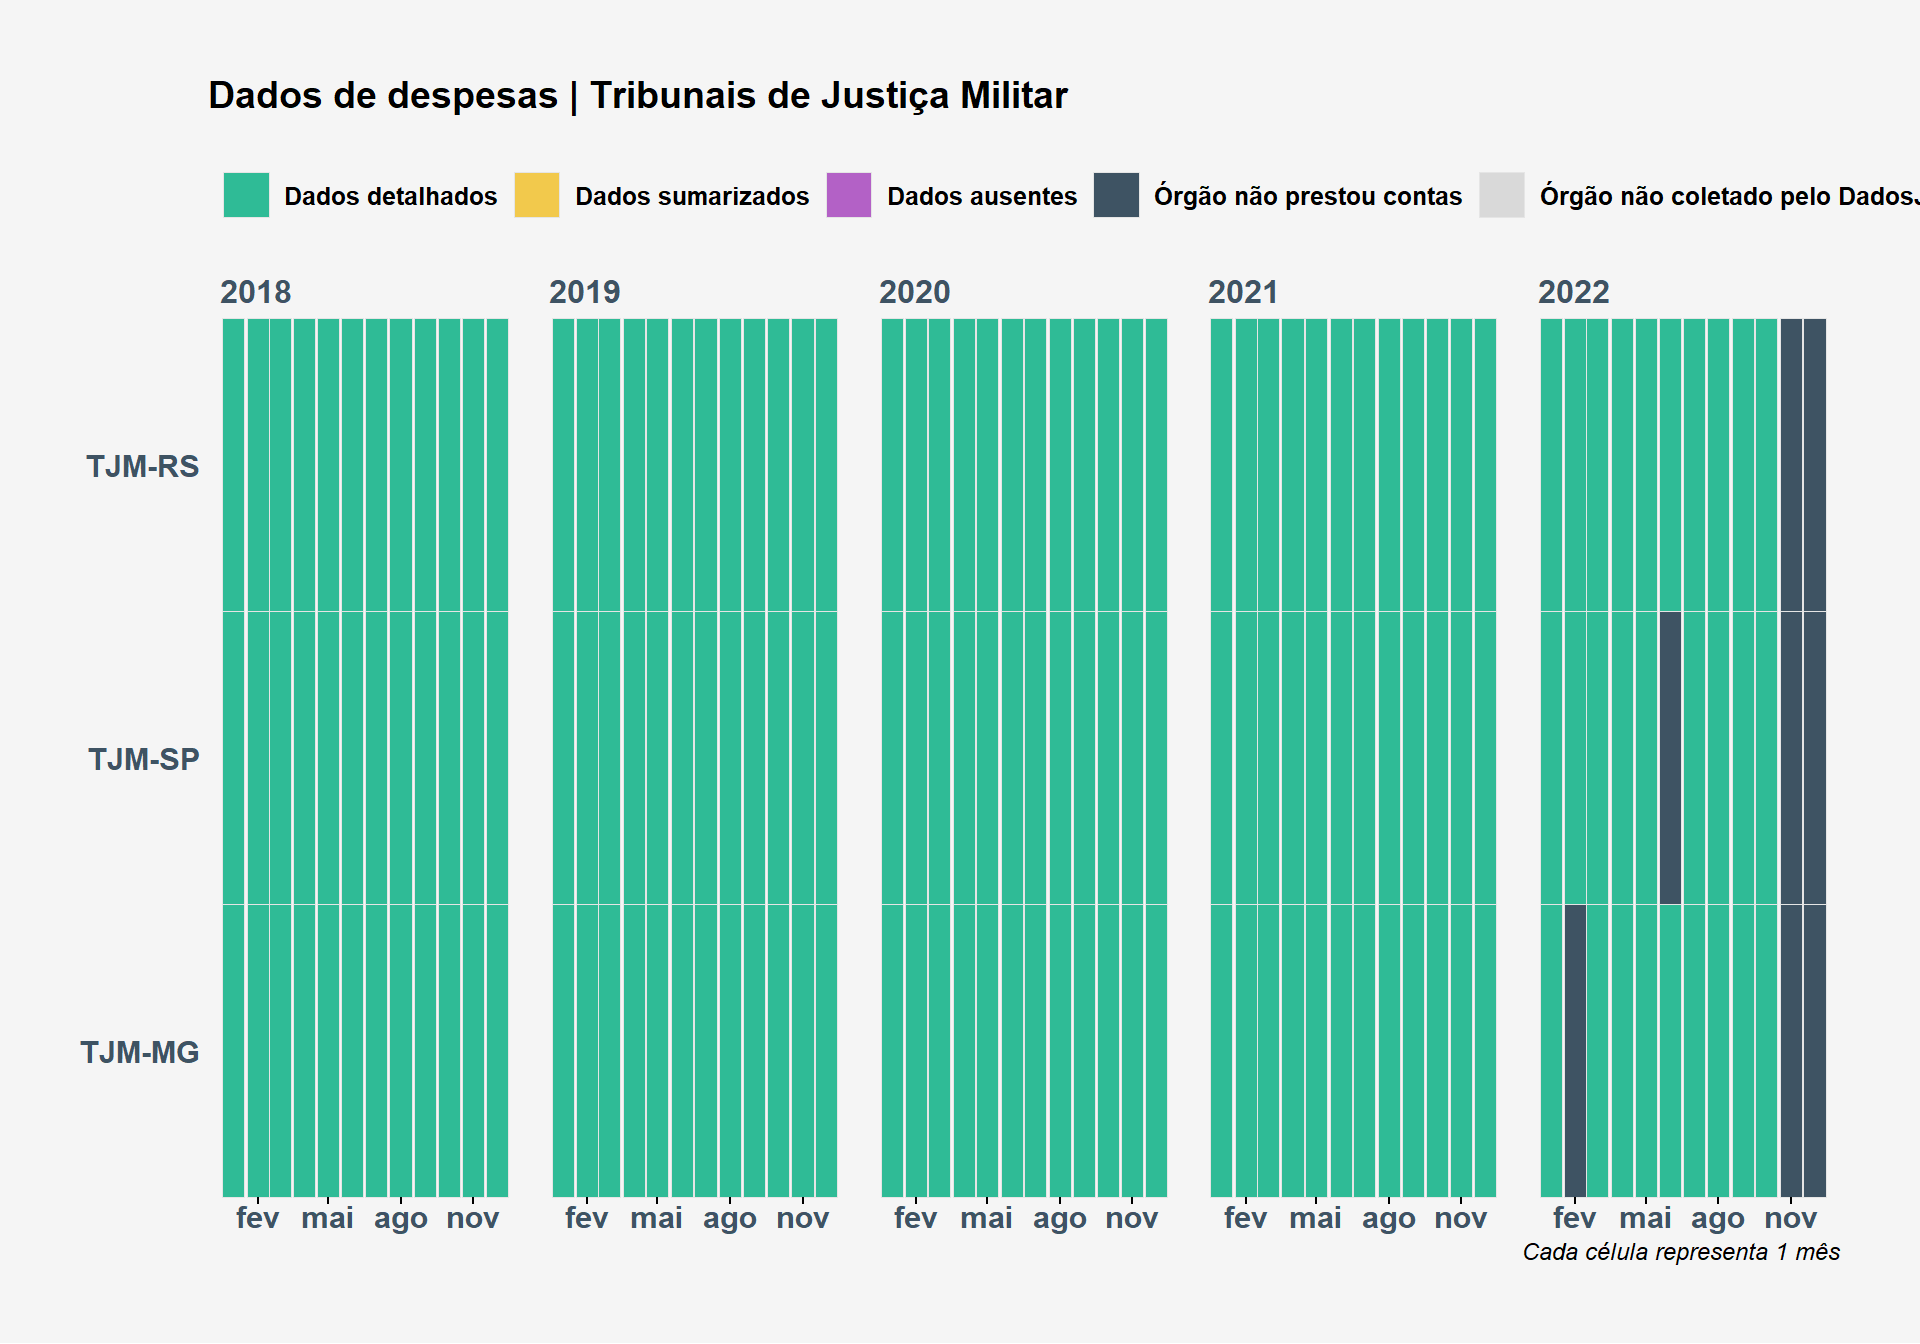 Dados de despesas | Tribunais de Justiça Militar
Dados detalhados Dados sumarizados Dados ausentes Órgão não prestou contas Órgão não coletado pelo DadosJ
2018 2019 2020 2021 2022
TJM-RS
TJM-SP
TJM-MG
fev mai ago nov fev mai ago nov fev mai ago nov fev mai ago nov fev mai ago nov
Cada célula representa 1 mês